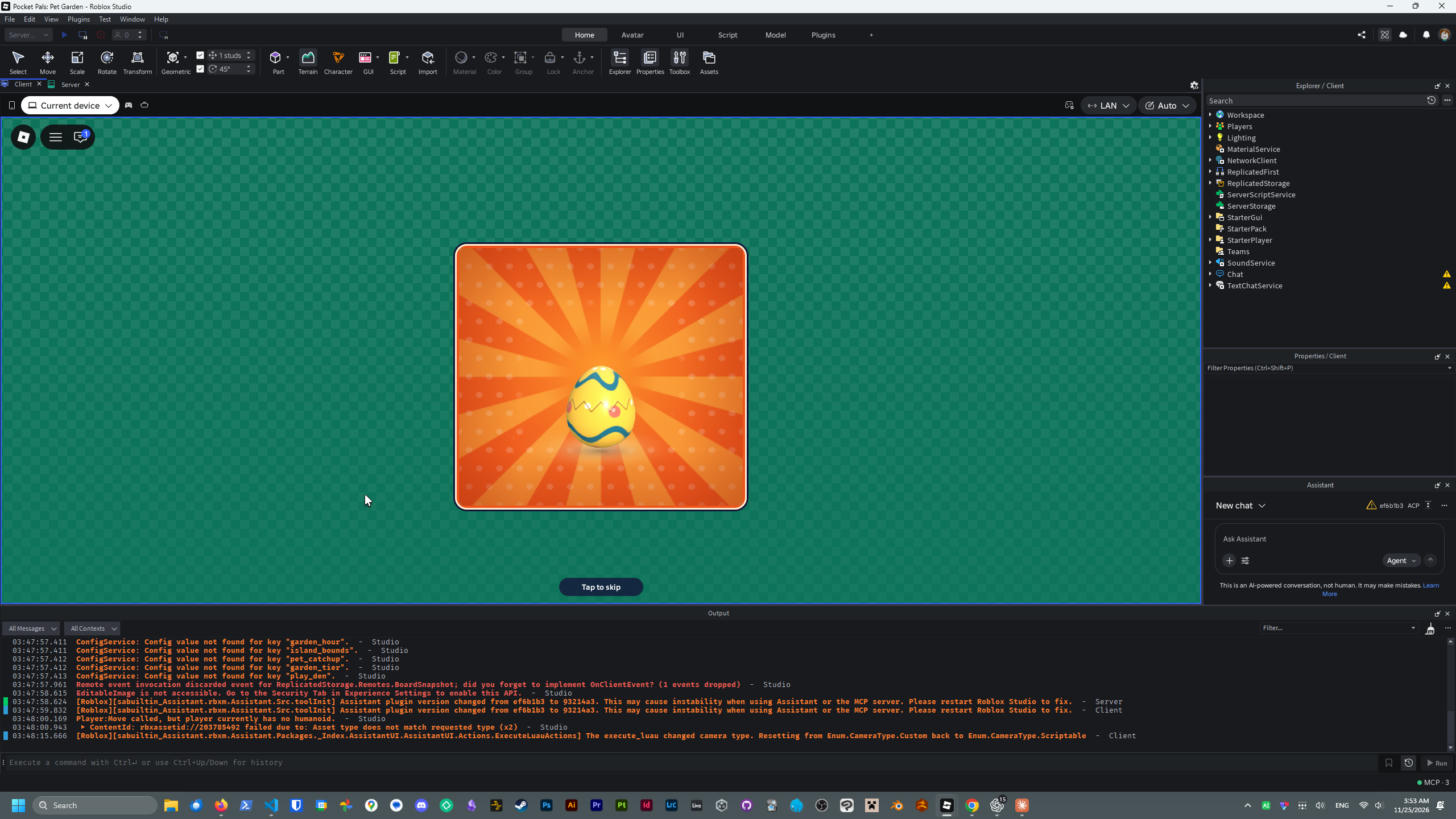 Pocket Pals: Pet Garden - Roblox Studio
File Edit View Plugins Test Window Help
Server... 0 Home Avatar UI Script Model Plugins +
1 studs
45°
Select Move Scale Rotate Transform Geometric Part Terrain Character GUI Script Import Material Color Group Lock Anchor Explorer Properties Toolbox Assets
Client Server
Current device LAN Auto
1
Tap to skip
Explorer / Client
Search
Workspace
Players
Lighting
MaterialService
NetworkClient
ReplicatedFirst
ReplicatedStorage
ServerScriptService
ServerStorage
StarterGui
StarterPack
StarterPlayer
Teams
SoundService
Chat
TextChatService
Properties / Client
Filter Properties (Ctrl+Shift+P)
Assistant
New chat ef6b1b3 ACP
Ask Assistant
Agent
This is an AI-powered conversation, not human. It may make mistakes. Learn
More
Output
All Messages All Contexts Filter...
03:47:57.411 ConfigService: Config value not found for key "garden_hour". - Studio
03:47:57.411 ConfigService: Config value not found for key "island_bounds". - Studio
03:47:57.412 ConfigService: Config value not found for key "pet_catchup". - Studio
03:47:57.412 ConfigService: Config value not found for key "garden_tier". - Studio
03:47:57.413 ConfigService: Config value not found for key "play_den". - Studio
03:47:57.961 Remote event invocation discarded event for ReplicatedStorage.Remotes.BoardSnapshot; did you forget to implement OnClientEvent? (1 events dropped) - Studio
03:47:58.615 EditableImage is not accessible. Go to the Security Tab in Experience Settings to enable this API. - Studio
03:47:58.624 [Roblox][sabuiltin_Assistant.rbxm.Assistant.Src.toolInit] Assistant plugin version changed from ef6b1b3 to 93214a3. This may cause instability when using Assistant or the MCP server. Please restart Roblox Studio to fix. - Server
03:47:59.832 [Roblox][sabuiltin_Assistant.rbxm.Assistant.Src.toolInit] Assistant plugin version changed from ef6b1b3 to 93214a3. This may cause instability when using Assistant or the MCP server. Please restart Roblox Studio to fix. - Client
03:48:00.169 Player:Move called, but player currently has no humanoid. - Studio
03:48:00.943 ContentId: rbxassetid://203785492 failed due to: Asset type does not match requested type (x2) - Studio
03:48:15.666 [Roblox][sabuiltin_Assistant.rbxm.Assistant.Packages._Index.AssistantUI.AssistantUI.Actions.ExecuteLuauActions] The execute_luau changed camera type. Resetting from Enum.CameraType.Custom back to Enum.CameraType.Scriptable - Client
Execute a command with Ctrl+↵ or use Ctrl+Up/Down for history Run
MCP · 3
Search ENG 3:53 AM
11/25/2026